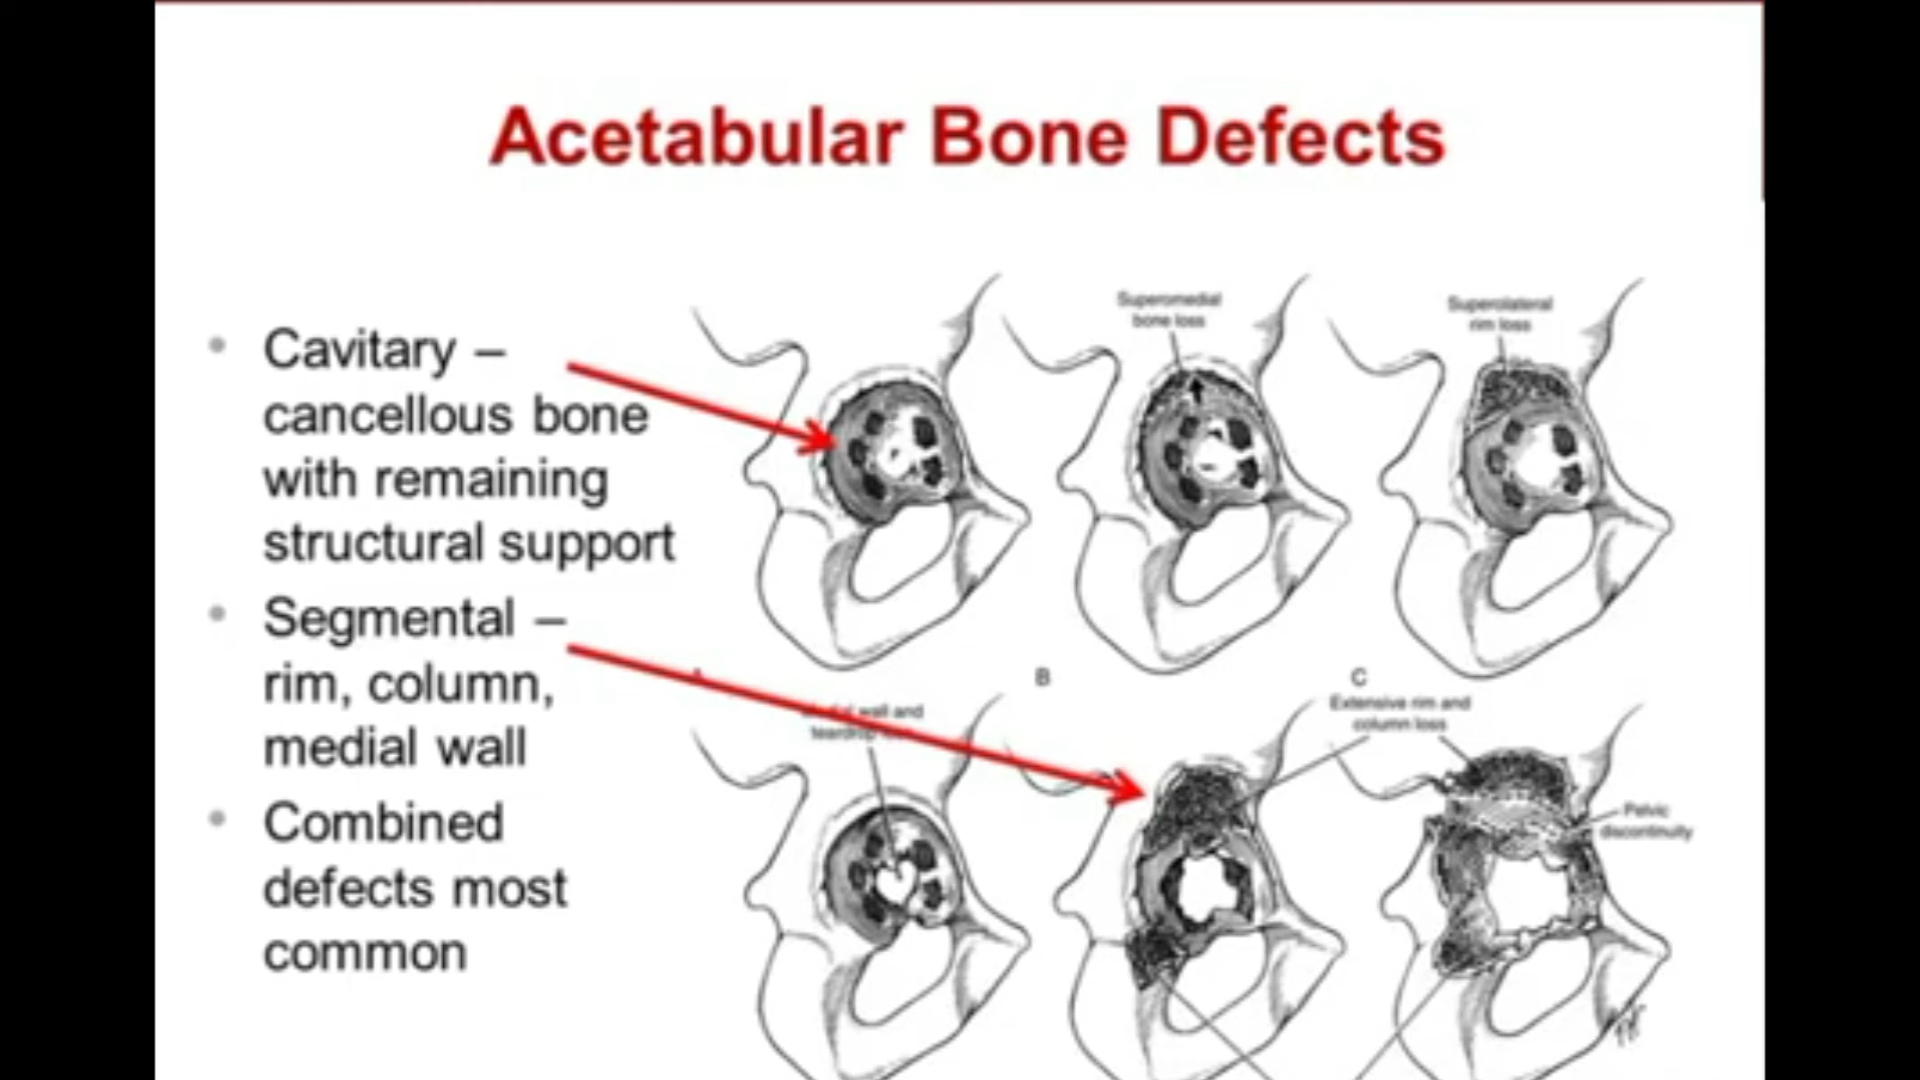 Acetabular Bone Defects
• Cavitary –
cancellous bone
with remaining
structural support
• Segmental –
rim, column,
medial wall
• Combined
defects most
common
Superomedial
bone loss
Superolateral
rim loss
B
C
wall and
Extensive rim and
column loss
Pelvic
discontinuity